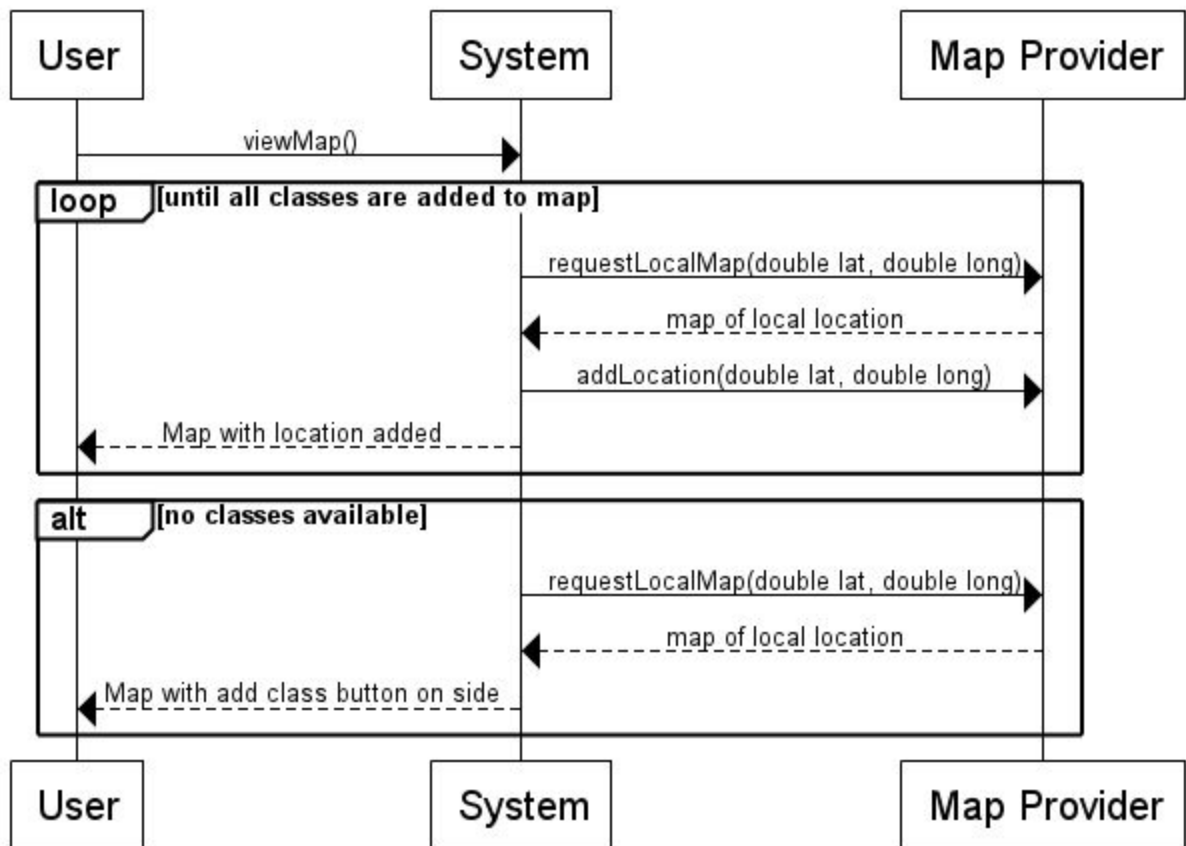 User System Map Provider
viewMap()
loop [until all classes are added to map]
requestLocalMap(double lat, double long)
map of local location
addLocation(double lat, double long)
Map with location added
alt [no classes available]
requestLocalMap(double lat, double long)
map of local location
Map with add class button on side
User System Map Provider